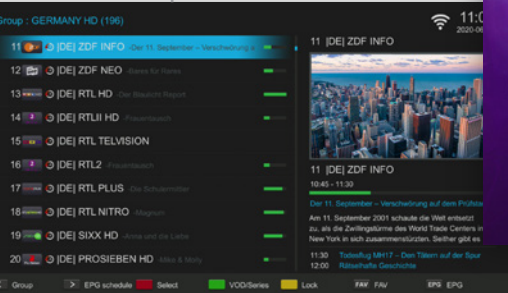 Group : GERMANY HD (196)
11:0
2020-06
11 |DE| ZDF INFO -Der 11. September - Verschwörung a
12 |DE| ZDF NEO -Bares für Rares
13 |DE| RTL HD -Der Blaulicht Report
14 |DE| RTLII HD -Frauentausch
15 |DE| RTL TELVISION
16 |DE| RTL2 -Frauentausch
17 |DE| RTL PLUS -Die Schulermittler
18 |DE| RTL NITRO -Magnum
19 |DE| SIXX HD -Anna und die Liebe
20 |DE| PROSIEBEN HD -Mike & Molly
11 |DE| ZDF INFO
11 |DE| ZDF INFO
10:45 - 11:30
Der 11. September – Verschwörung auf dem Prüfstan
Am 11. September 2001 schaute die Welt entsetzt
zu, als die Zwillingstürme des World Trade Centers in
New York in sich zusammenstürzten. Seither gibt es
11:30 Todesflug MH17 - Den Tätern auf der Spur
12:00 Rätselhafte Geschichte
Group
> EPG schedule
Select
VOD/Series
Lock
FAV FAV
EPG EPG